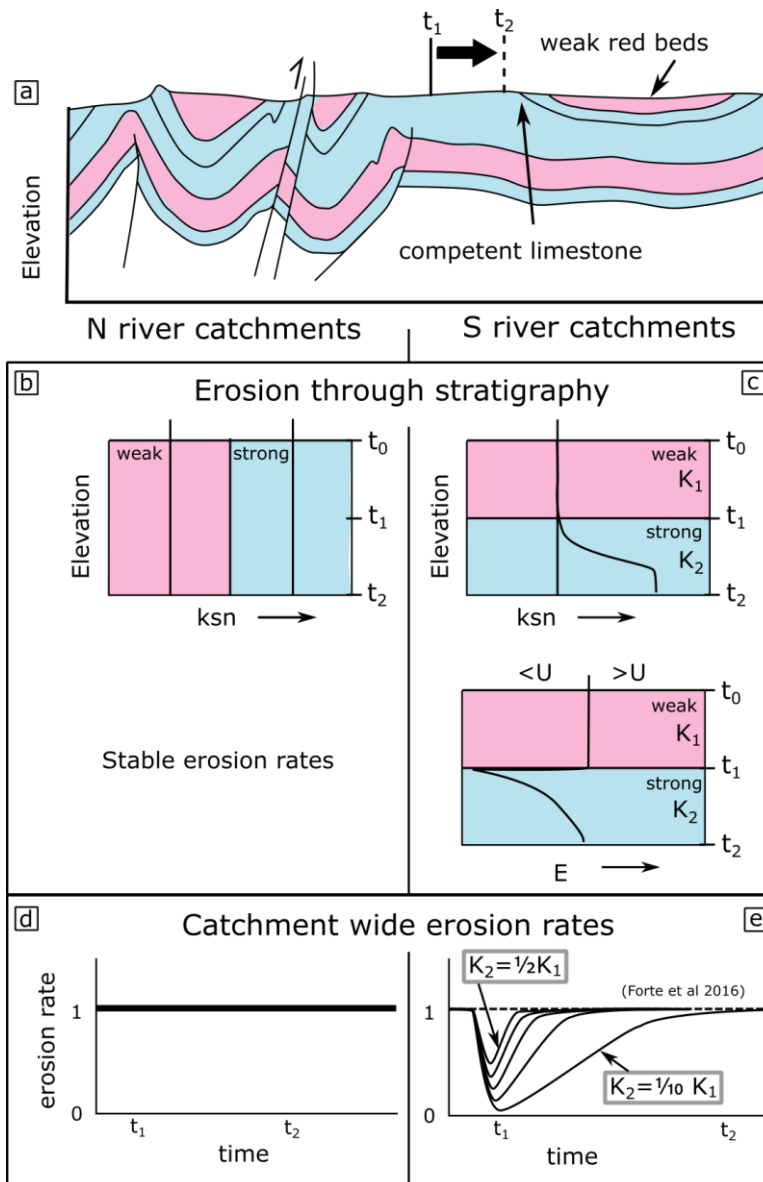 t1 t2
weak red beds
a
Elevation
competent limestone
N river catchments
S river catchments
b
Erosion through stratigraphy
c
weak
strong
Elevation
t0
t1
t2
ksn
weak
K1
strong
K2
Elevation
t0
t1
t2
ksn
Stable erosion rates
<U >U
weak
K1
strong
K2
t0
t1
t2
E
d
Catchment wide erosion rates
e
erosion rate
1
0
t1 t2
time
K2=½K1
(Forte et al 2016)
K2=⅒ K1
1
0
t1 t2
time